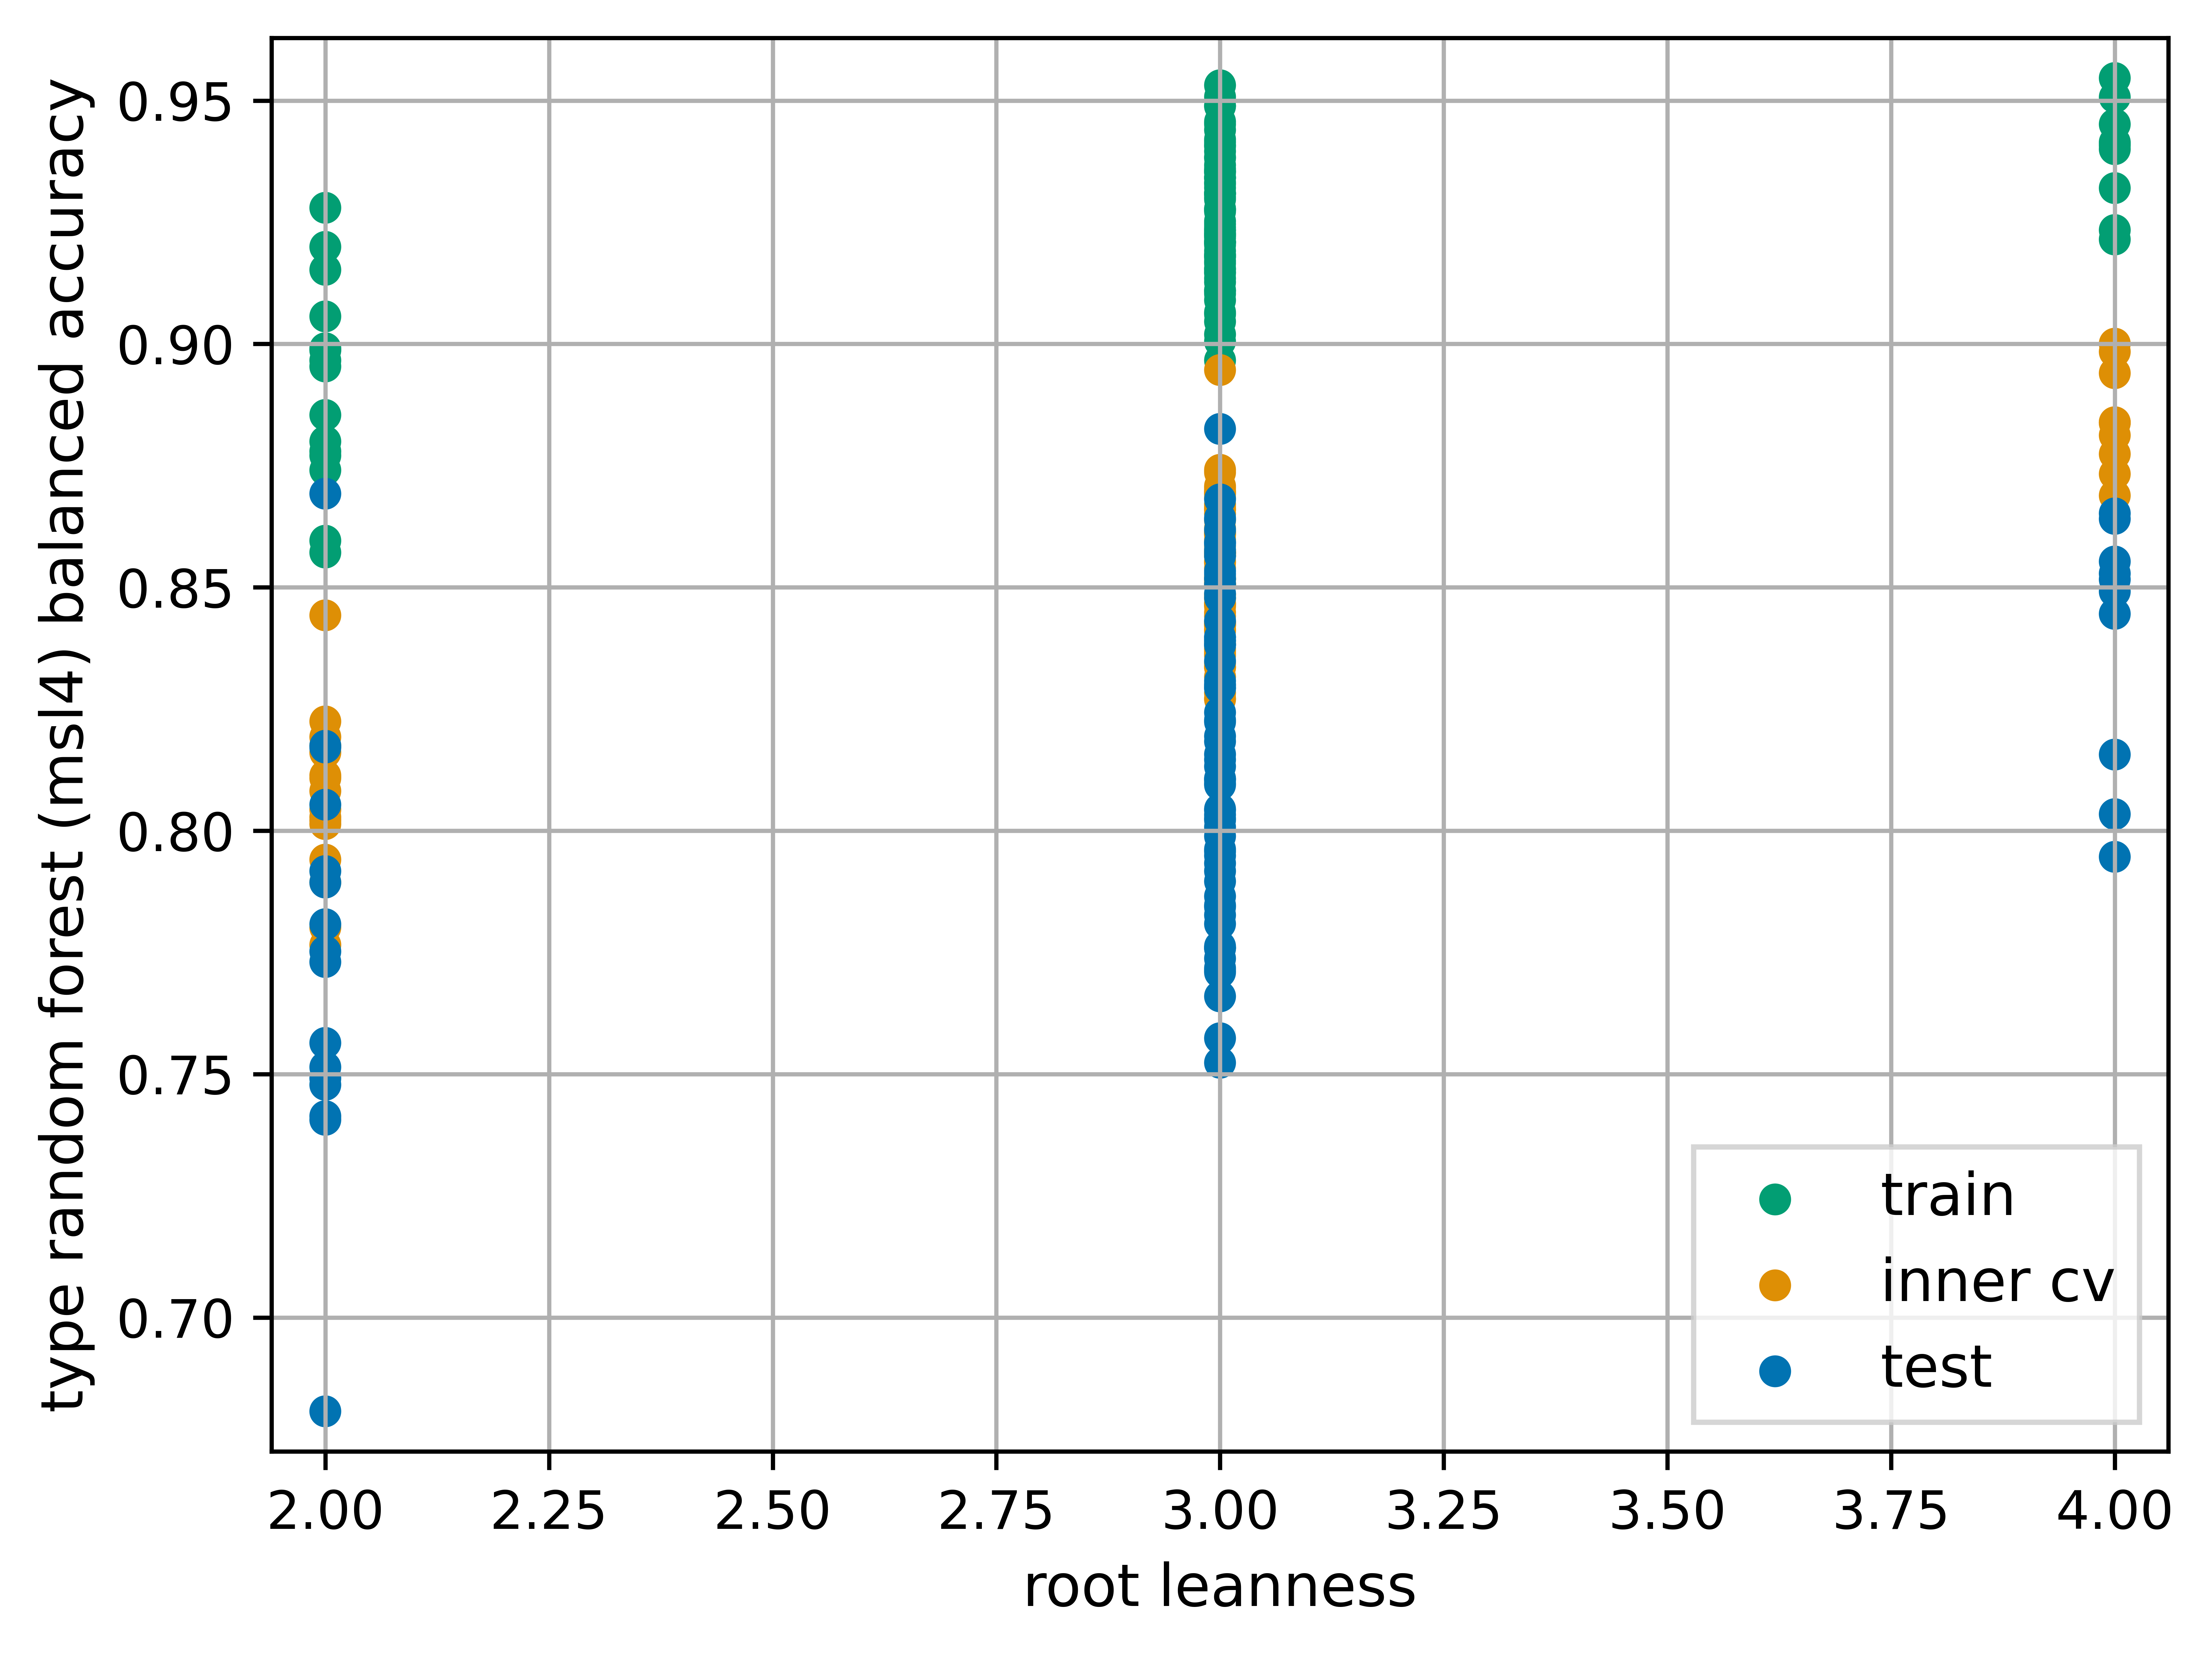 type random forest (msl4) balanced accuracy
0.95
0.90
0.85
0.80
0.75
0.70
train
inner cv
test
2.00 2.25 2.50 2.75 3.00 3.25 3.50 3.75 4.00
root leanness